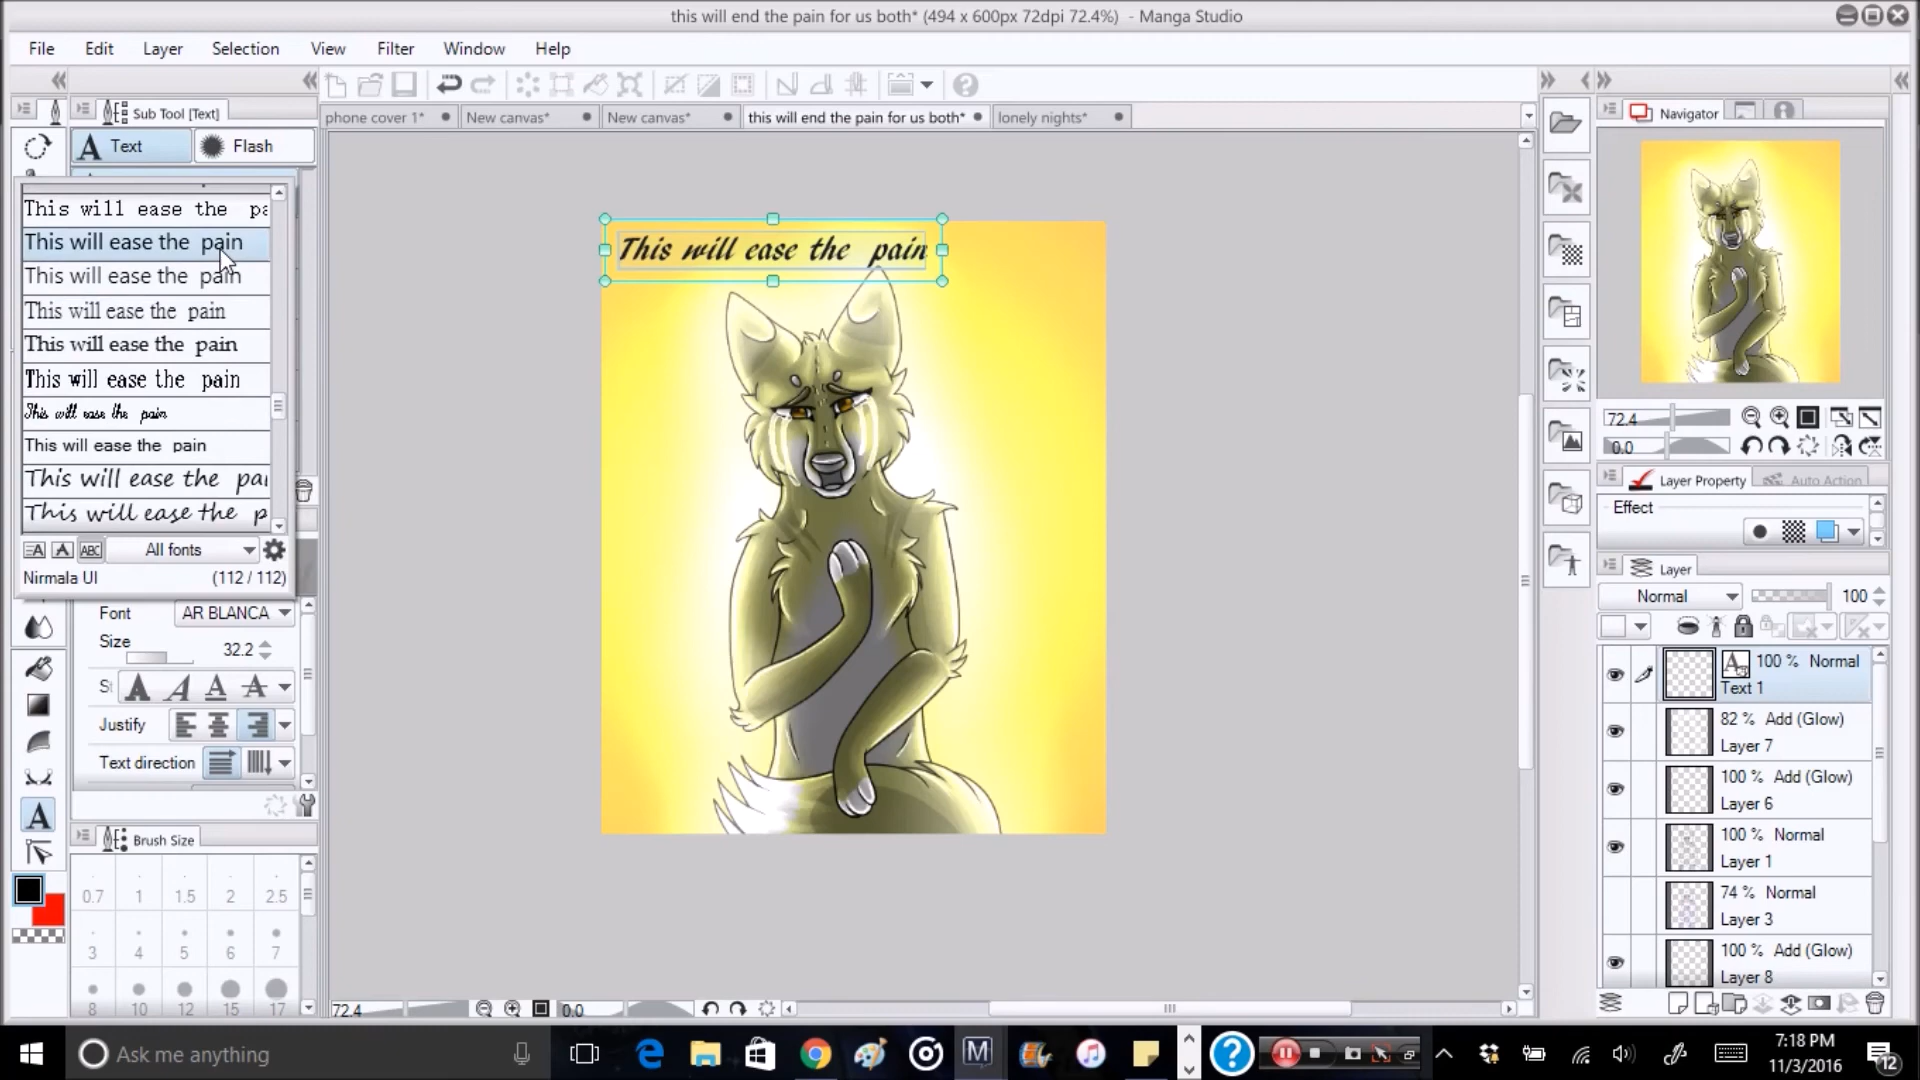 this will end the pain for us both* (494 x 600px 72dpi 72.4%)  - Manga Studio
File Edit Layer Selection View Filter Window Help
Sub Tool [Text]
Text Flash
phone cover 1* New canvas* New canvas* this will end the pain for us both* lonely nights*
This will ease the  pa
This will ease the  pain
This will ease the  pain
This will ease the  pain
This will ease the  pain
This will ease the  pain
This will ease the  pain
This will ease the  pain
This will ease the  pai
This will ease the  p
All fonts
Nirmala UI (112 / 112)
Font AR BLANCA
Size 32.2
St
Justify
Text direction
Brush Size
0.7 1 1.5 2 2.5
3 4 5 6 7
8 10 12 15 17
This will ease the  pain
72.4 0.0
Navigator
72.4
0.0
Layer Property Auto Action
Effect
Layer
Normal 100
100 % Normal
Text 1
82 % Add (Glow)
Layer 7
100 % Add (Glow)
Layer 6
100 % Normal
Layer 1
74 % Normal
Layer 3
100 % Add (Glow)
Layer 8
Ask me anything
7:18 PM
11/3/2016
12